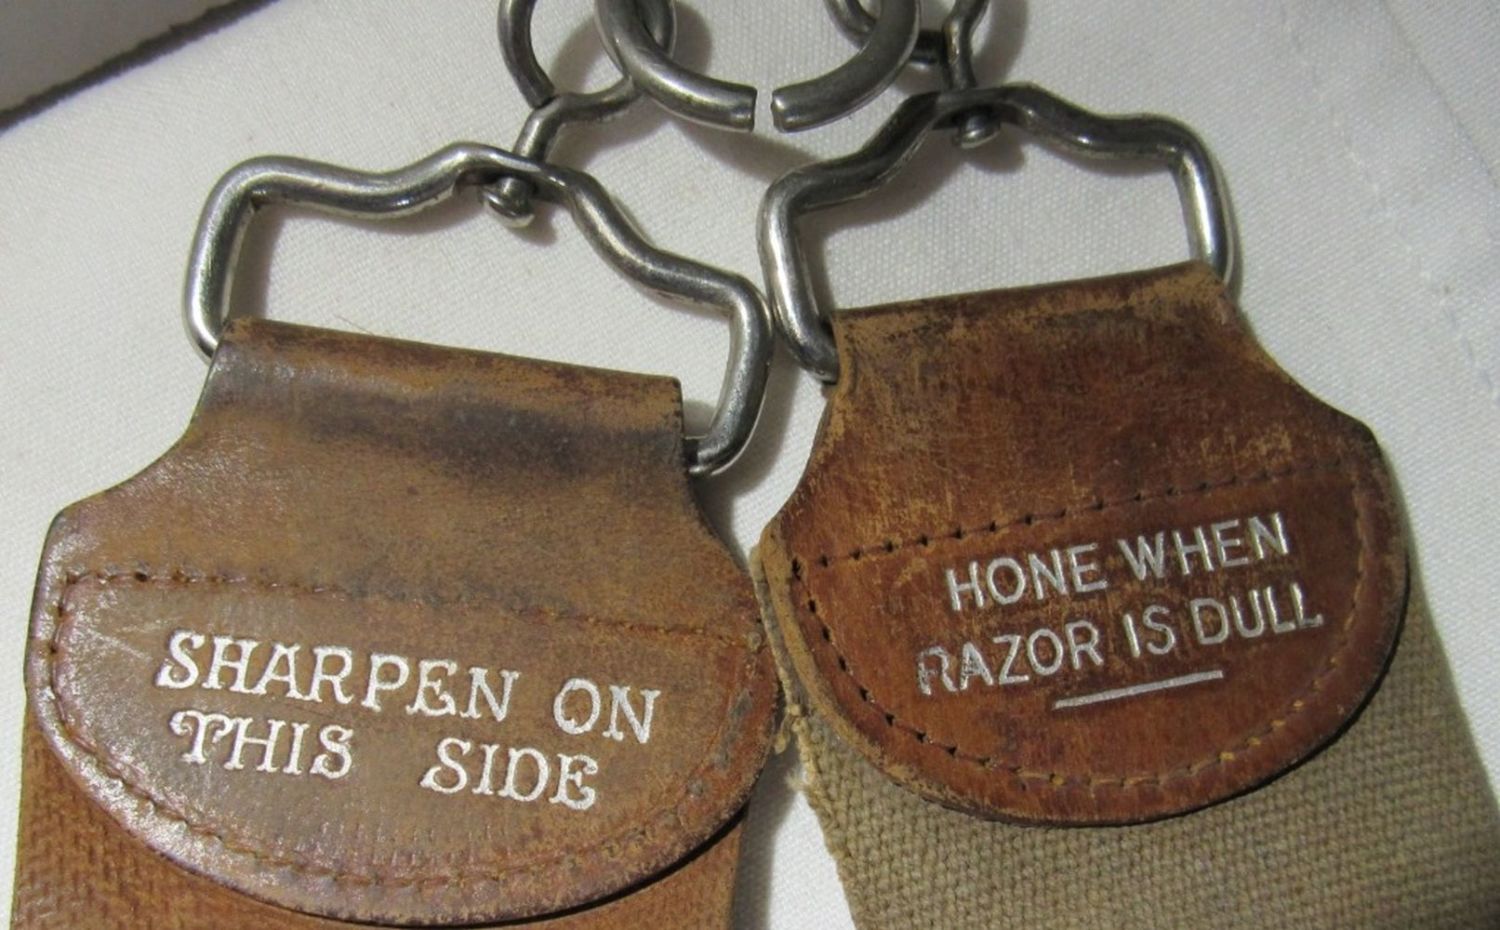 SHARPEN ON
THIS SIDE
HONE WHEN
RAZOR IS DULL